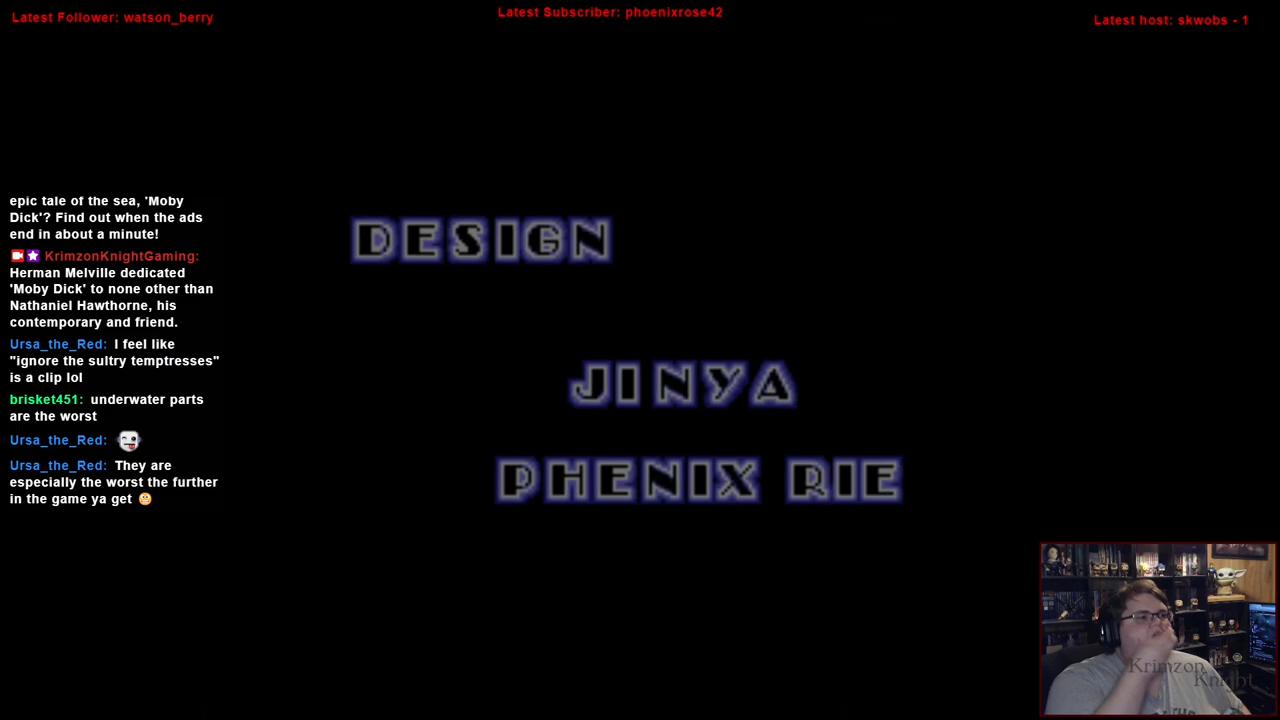 Latest Follower: watson_berry
Latest Subscriber: phoenixrose42
Latest host: skwobs - 1
epic tale of the sea, 'Moby
Dick'? Find out when the ads
end in about a minute!
KrimzonKnightGaming:
Herman Melville dedicated
'Moby Dick' to none other than
Nathaniel Hawthorne, his
contemporary and friend.
Ursa_the_Red: I feel like
"ignore the sultry temptresses"
is a clip lol
brisket451: underwater parts
are the worst
Ursa_the_Red:
Ursa_the_Red: They are
especially the worst the further
in the game ya get
DESIGN
JINYA
PHENIX RIE
Krimzon
Knight